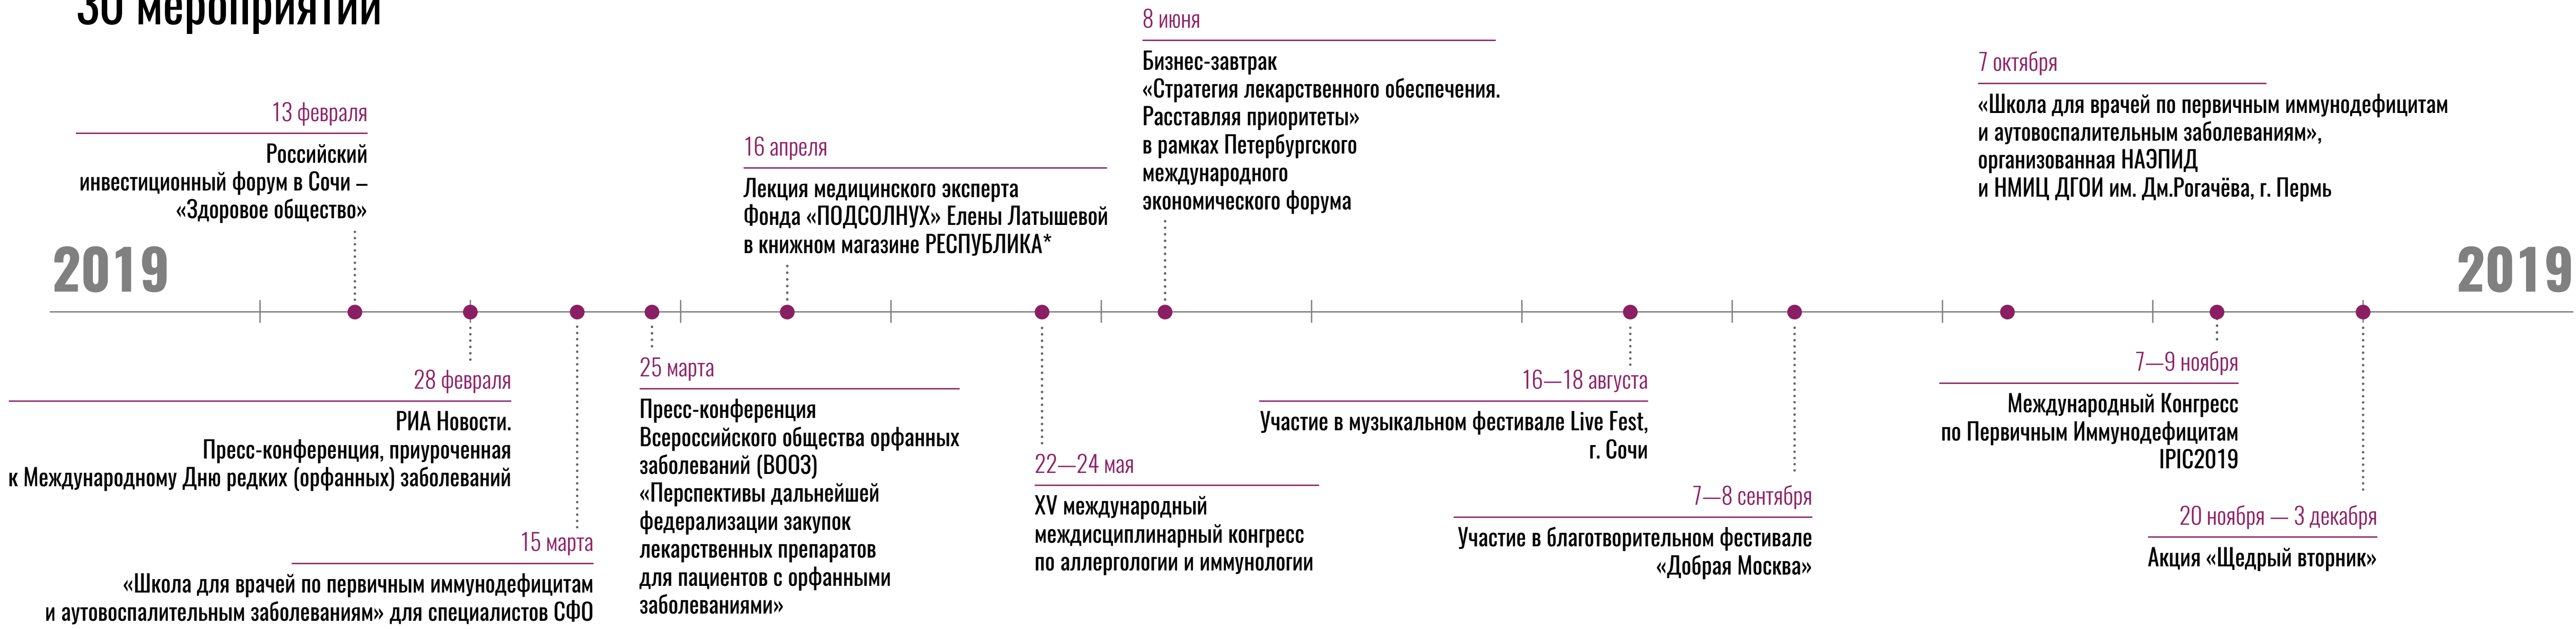 30 мероприятий
13 февраля
Российский
инвестиционный форум в Сочи –
«Здоровое общество»
16 апреля
Лекция медицинского эксперта
Фонда «ПОДСОЛНУХ» Елены Латышевой
в книжном магазине РЕСПУБЛИКА*
8 июня
Бизнес-завтрак
«Стратегия лекарственного обеспечения.
Расставляя приоритеты»
в рамках Петербургского
международного
экономического форума
7 октября
«Школа для врачей по первичным иммунодефицитам
и аутовоспалительным заболеваниям»,
организованная НАЭПИД
и НМИЦ ДГОИ им. Дм.Рогачёва, г. Пермь
2019
2019
28 февраля
РИА Новости.
Пресс-конференция, приуроченная
к Международному Дню редких (орфанных) заболеваний
15 марта
«Школа для врачей по первичным иммунодефицитам
и аутовоспалительным заболеваниям» для специалистов СФО
25 марта
Пресс-конференция
Всероссийского общества орфанных
заболеваний (ВООЗ)
«Перспективы дальнейшей
федерализации закупок
лекарственных препаратов
для пациентов с орфанными
заболеваниями»
22—24 мая
XV международный
междисциплинарный конгресс
по аллергологии и иммунологии
16—18 августа
Участие в музыкальном фестивале Live Fest,
г. Сочи
7—8 сентября
Участие в благотворительном фестивале
«Добрая Москва»
7—9 ноября
Международный Конгресс
по Первичным Иммунодефицитам
IPIC2019
20 ноября — 3 декабря
Акция «Щедрый вторник»